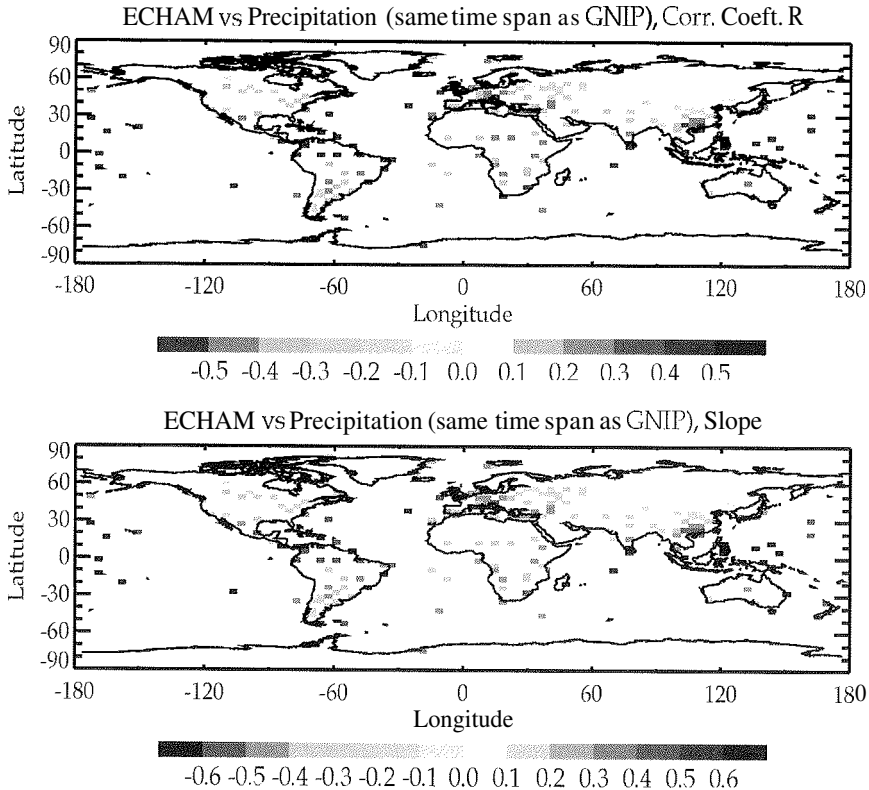 ECHAM vs Precipitation (same time span as GNIP), Corr. Coeft. R
90
60
30
0
-30
-60
-90
Latitude
-180 -120 -60 0 60 120 180
Longitude
-0.5 -0.4 -0.3 -0.2 -0.1 0.0 0.1 0.2 0.3 0.4 0.5
ECHAM vs Precipitation (same time span as GNIP), Slope
90
60
30
0
-30
-60
-90
Latitude
-180 -120 -60 0 60 120 180
Longitude
-0.6 -0.5 -0.4 -0.3 -0.2 -0.1 0.0 0.1 0.2 0.3 0.4 0.5 0.6